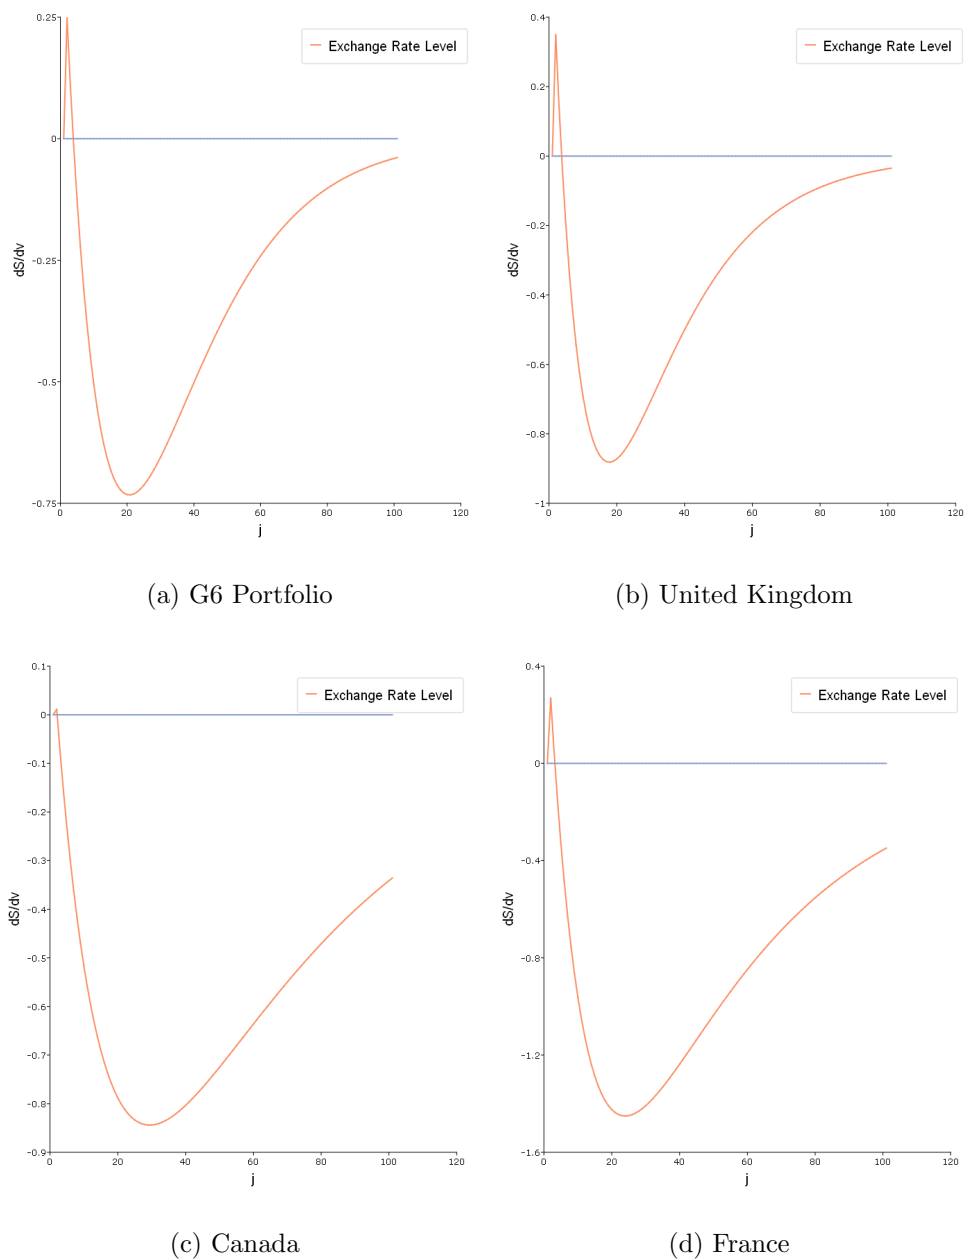 0.25
0
-0.25
-0.5
-0.75
dS/dv
0 20 40 60 80 100 120
j
Exchange Rate Level
(a) G6 Portfolio
0.4
0.2
0
-0.2
-0.4
-0.6
-0.8
-1
dS/dv
0 20 40 60 80 100 120
j
Exchange Rate Level
(b) United Kingdom
0.1
0
-0.1
-0.2
-0.3
-0.4
-0.5
-0.6
-0.7
-0.8
-0.9
dS/dv
0 20 40 60 80 100 120
j
Exchange Rate Level
(c) Canada
0.4
0
-0.4
-0.8
-1.2
-1.6
dS/dv
0 20 40 60 80 100 120
j
Exchange Rate Level
(d) France